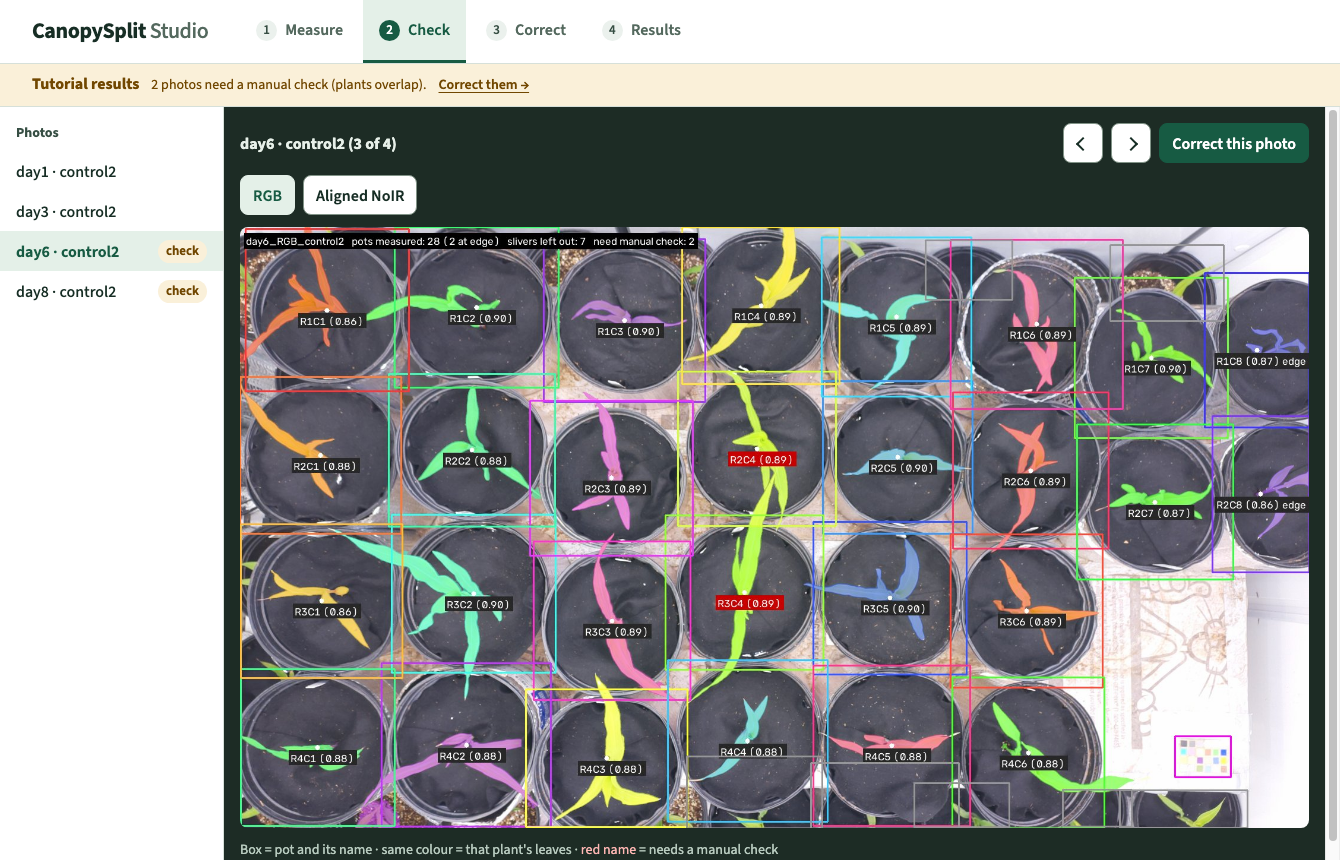 CanopySplit Studio
1 Measure
2 Check
3 Correct
4 Results
Tutorial results 2 photos need a manual check (plants overlap). Correct them →
Photos
day1 · control2
day3 · control2
day6 · control2 check
day8 · control2 check
day6 · control2 (3 of 4)
Correct this photo
RGB
Aligned NoIR
day6_RGB_control2 pots measured: 28 (2 at edge) slivers left out: 7 need manual check: 2
R1C1 (0.86)
R1C2 (0.90)
R1C3 (0.90)
R1C4 (0.89)
R1C5 (0.89)
R1C6 (0.89)
R1C7 (0.90)
R1C8 (0.87) edge
R2C1 (0.88)
R2C2 (0.88)
R2C3 (0.89)
R2C4 (0.89)
R2C5 (0.90)
R2C6 (0.89)
R2C7 (0.87)
R2C8 (0.86) edge
R3C1 (0.86)
R3C2 (0.90)
R3C3 (0.89)
R3C4 (0.89)
R3C5 (0.90)
R3C6 (0.89)
R4C1 (0.88)
R4C2 (0.88)
R4C3 (0.88)
R4C4 (0.88)
R4C5 (0.88)
R4C6 (0.88)
Box = pot and its name · same colour = that plant's leaves · red name = needs a manual check